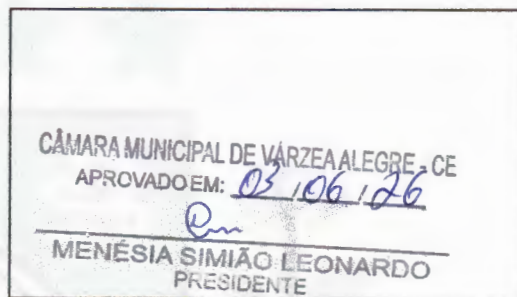 CÂMARA MUNICIPAL DE VÁRZEA ALEGRE - CE
APROVADO EM: 03 / 06 / 26
MENÉSIA SIMIÃO LEONARDO
PRESIDENTE